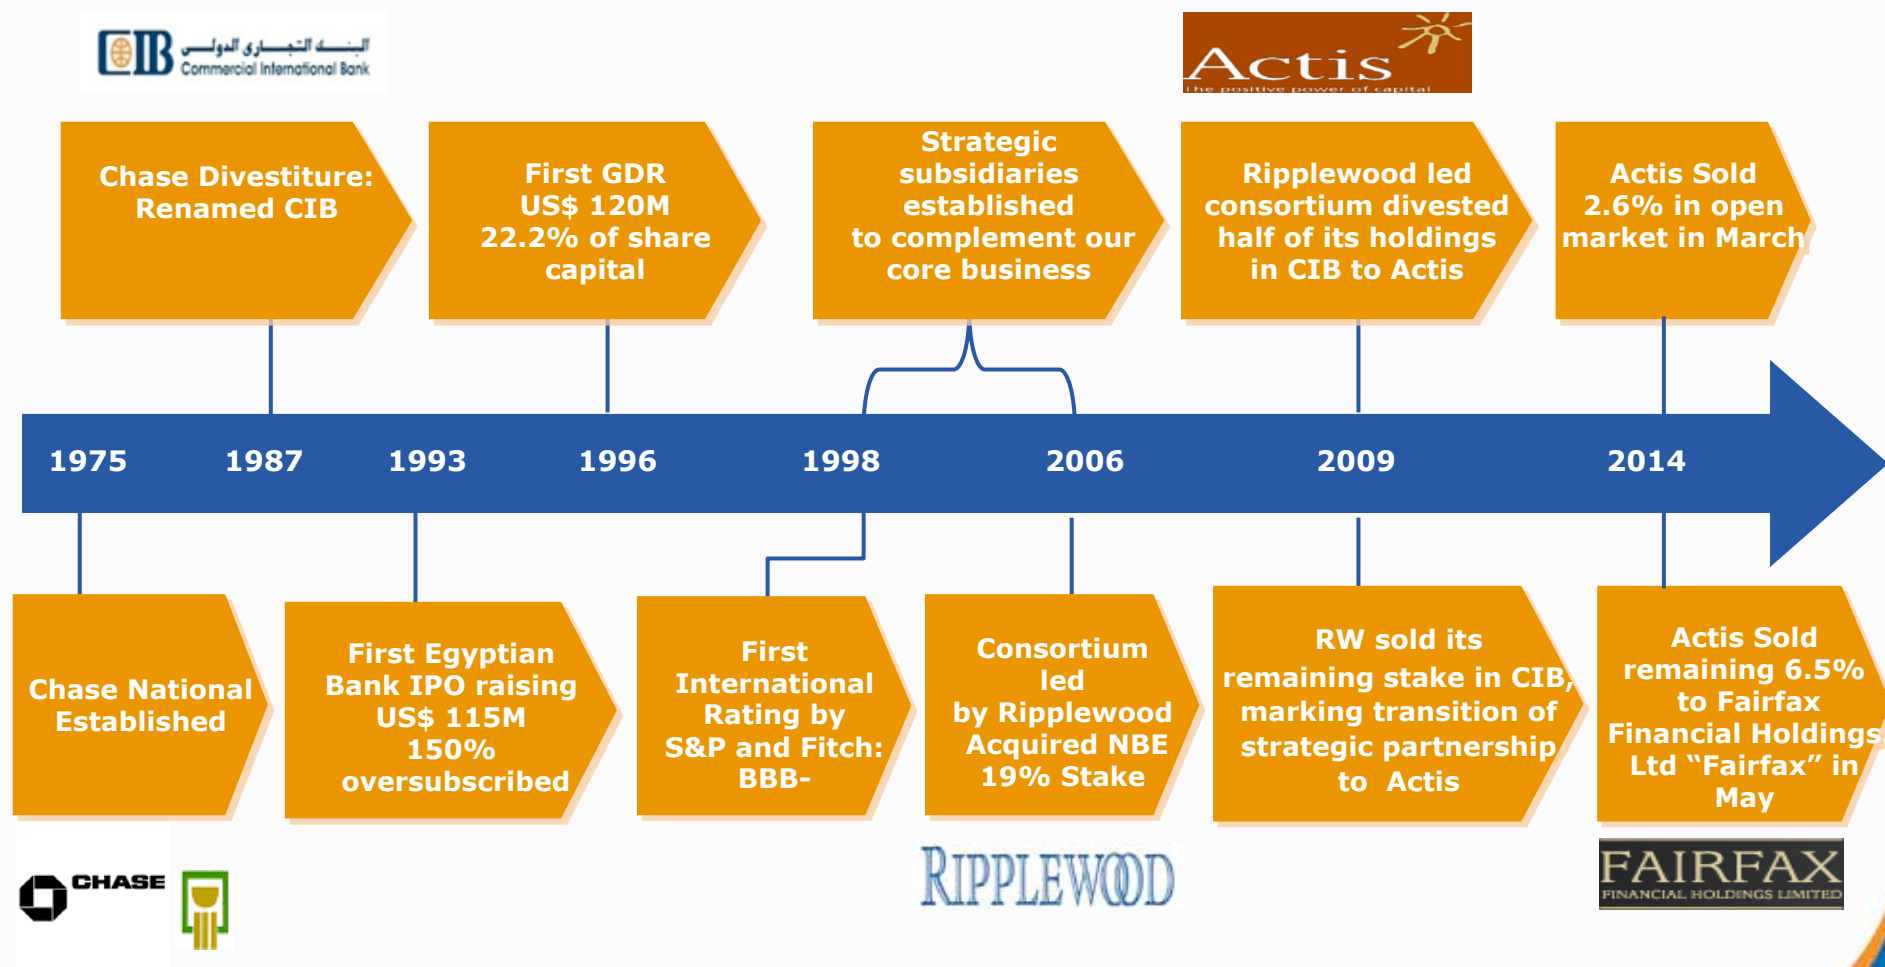 البنك التجاري الدولي
CIB
Commercial International Bank
Actis
The positive power of capital
Chase Divestiture:
Renamed CIB
First GDR
US$ 120M
22.2% of share
capital
Strategic
subsidiaries
established
to complement our
core business
Ripplewood led
consortium divested
half of its holdings
in CIB to Actis
Actis Sold
2.6% in open
market in March
1975 1987 1993 1996 1998 2006 2009 2014
Chase National
Established
First Egyptian
Bank IPO raising
US$ 115M
150%
oversubscribed
First
International
Rating by
S&P and Fitch:
BBB-
Consortium
led
by Ripplewood
Acquired NBE
19% Stake
RW sold its
remaining stake in CIB,
marking transition of
strategic partnership
to Actis
Actis Sold
remaining 6.5%
to Fairfax
Financial Holdings
Ltd “Fairfax” in
May
CHASE
RIPPLEWOOD
FAIRFAX
FINANCIAL HOLDINGS LIMITED